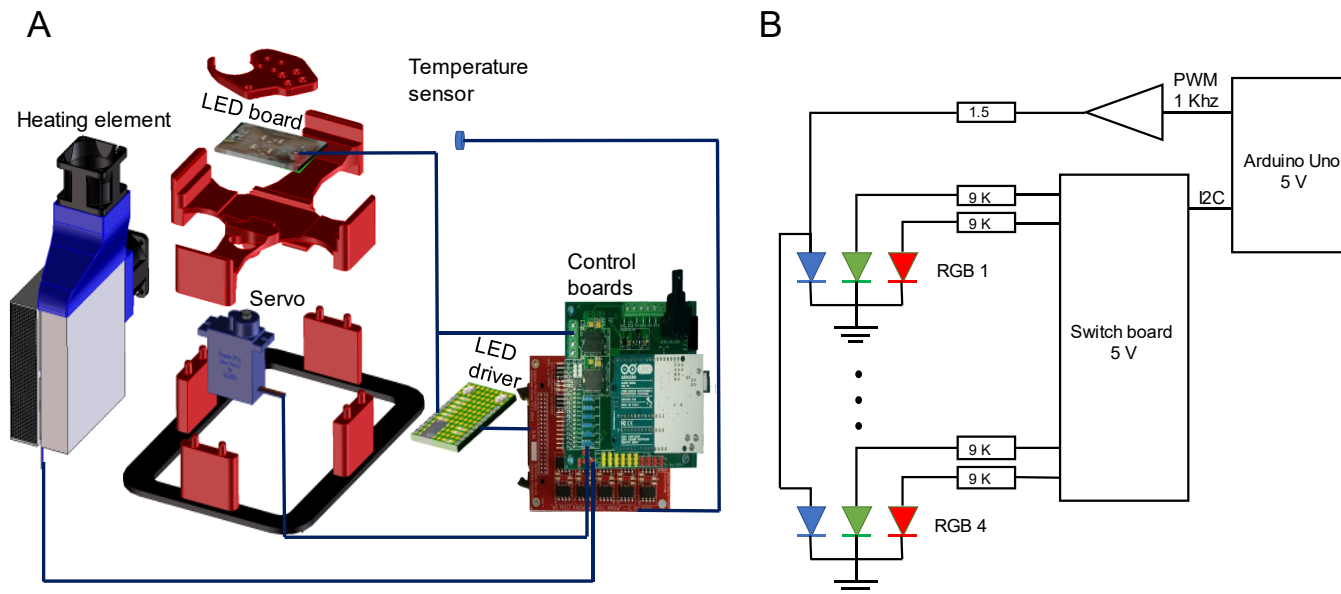 A
B
Temperature
sensor
LED board
Heating element
Servo
Control
boards
LED
driver
PWM
1 Khz
1.5
Arduino Uno
5 V
I2C
9 K
9 K
RGB 1
Switch board
5 V
9 K
9 K
RGB 4